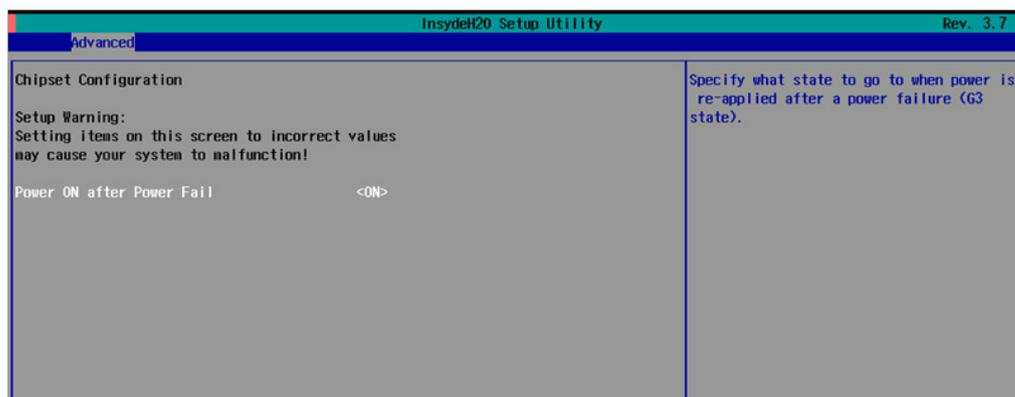 InsydeH20 Setup Utility Rev. 3.7
Advanced
Chipset Configuration
Setup Warning:
Setting items on this screen to incorrect values
may cause your system to malfunction!
Power ON after Power Fail <ON>
Specify what state to go to when power is
re-applied after a power failure (G3
state).